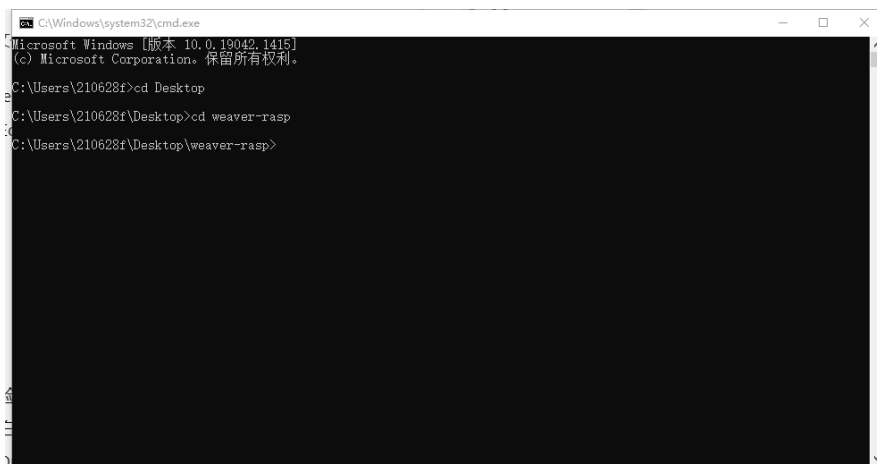 C:\Windows\system32\cmd.exe
Microsoft Windows [版本 10.0.19042.1415]
(c) Microsoft Corporation。保留所有权利。
C:\Users\210628f>cd Desktop
C:\Users\210628f\Desktop>cd weaver-rasp
C:\Users\210628f\Desktop\weaver-rasp>